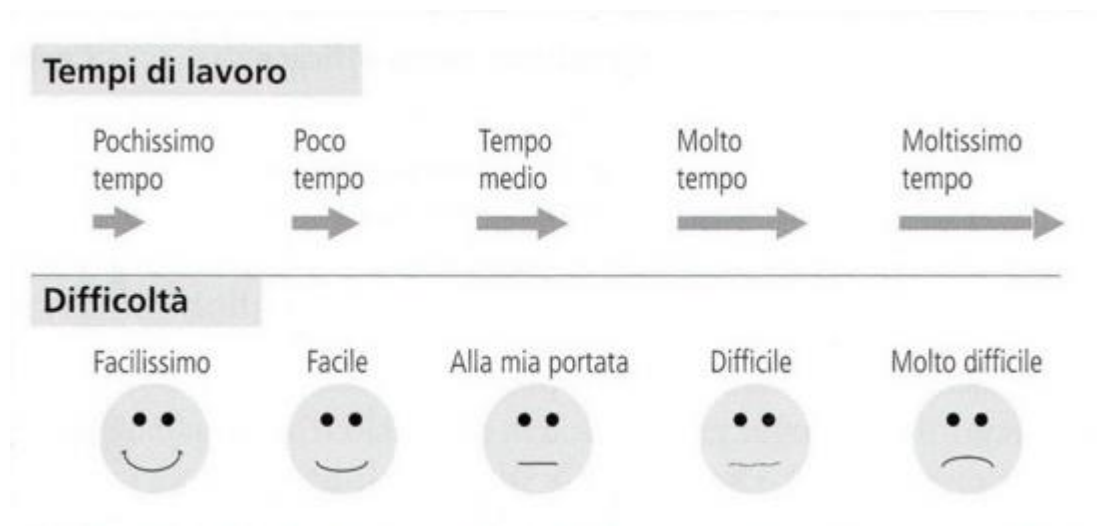 Tempi di lavoro
Pochissimo tempo
Poco tempo
Tempo medio
Molto tempo
Moltissimo tempo
Difficoltà
Facilissimo
Facile
Alla mia portata
Difficile
Molto difficile